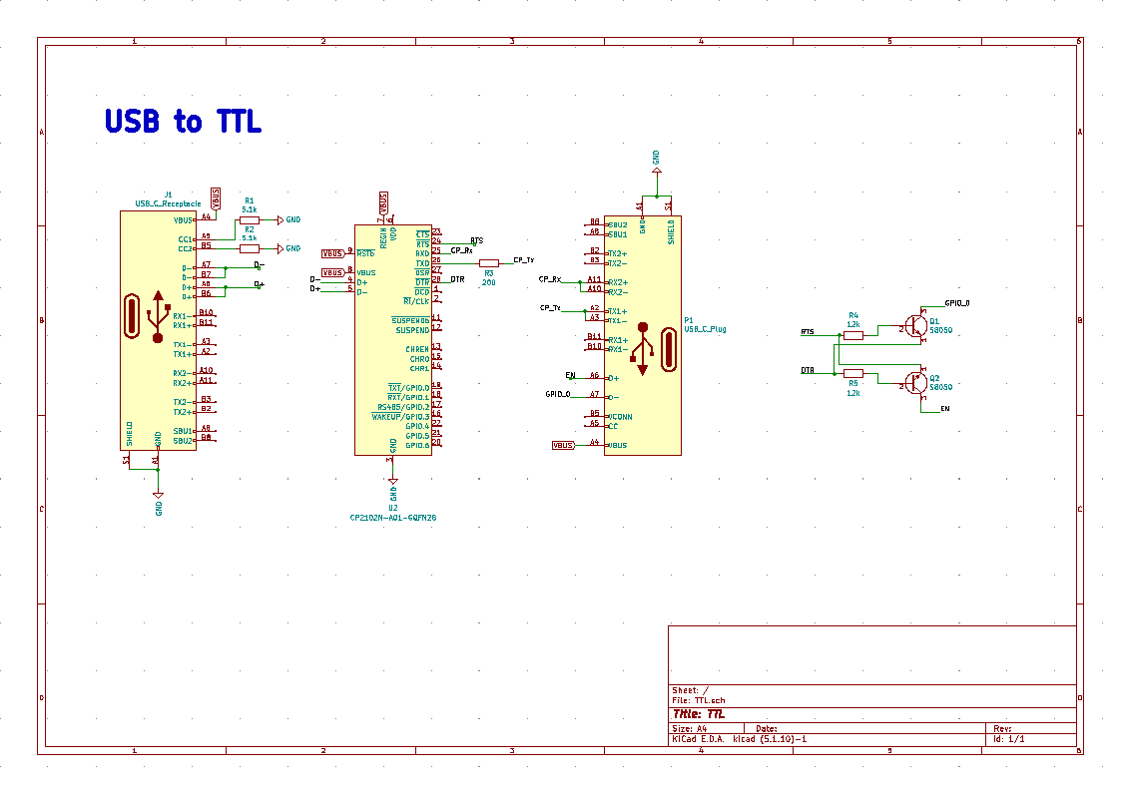 USB to TTL
J1
USB_C_Receptacle
VBUS
VBUS A4
R1
5.1k
GND
CC1 A5
CC2 B5
R2
5.1k
GND
D- A7
D- B7
D-
D+ A6
D+ B6
D+
RX1- B10
RX1+ B11
TX1- A3
TX1+ A2
RX2- A10
RX2+ A11
TX2- B3
TX2+ B2
SBU1 A8
SBU2 B8
SHIELD
GND
S1
A1
GND
VBUS
7
6
REGIN
VDD
VBUS 9 RSTb
VBUS 8 VBUS
D- 4 D+
D+ 5 D-
CTS 23
RTS 24 RTS
RXD 25 CP_Rx
TXD 26
R3
200
CP_Tx
DSR 27
DTR 28 DTR
DCD 1
RI/CLK 2
SUSPENDb 11
SUSPEND 12
CHREN 13
CHR0 15
CHR1 14
TXT/GPIO.0 19
RXT/GPIO.1 18
RS485/GPIO.2 17
WAKEUP/GPIO.3 16
GPIO.4 22
GPIO.5 21
GPIO.6 20
GND
3
GND
U2
CP2102N-A01-GQFN28
GND
A1
S1
GND
SHIELD
B8 SBU2
A8 SBU1
B2 TX2+
B3 TX2-
CP_Rx A11 RX2+
A10 RX2-
CP_Tx A2 TX1+
A3 TX1-
B11 RX1+
B10 RX1-
P1
USB_C_Plug
EN A6 D+
GPIO_0 A7 D-
B5 VCONN
A5 CC
VBUS A4 VBUS
GPIO_0
RTS
R4
12k
2
3
1
Q1
S8050
DTR
R5
12k
2
1
3
Q2
S8050
EN
Sheet: /
File: TTL.sch
Title: TTL
Size: A4 Date: Rev:
KiCad E.D.A. kicad (5.1.10)-1 Id: 1/1
1 2 3 4 5 6
A B C D